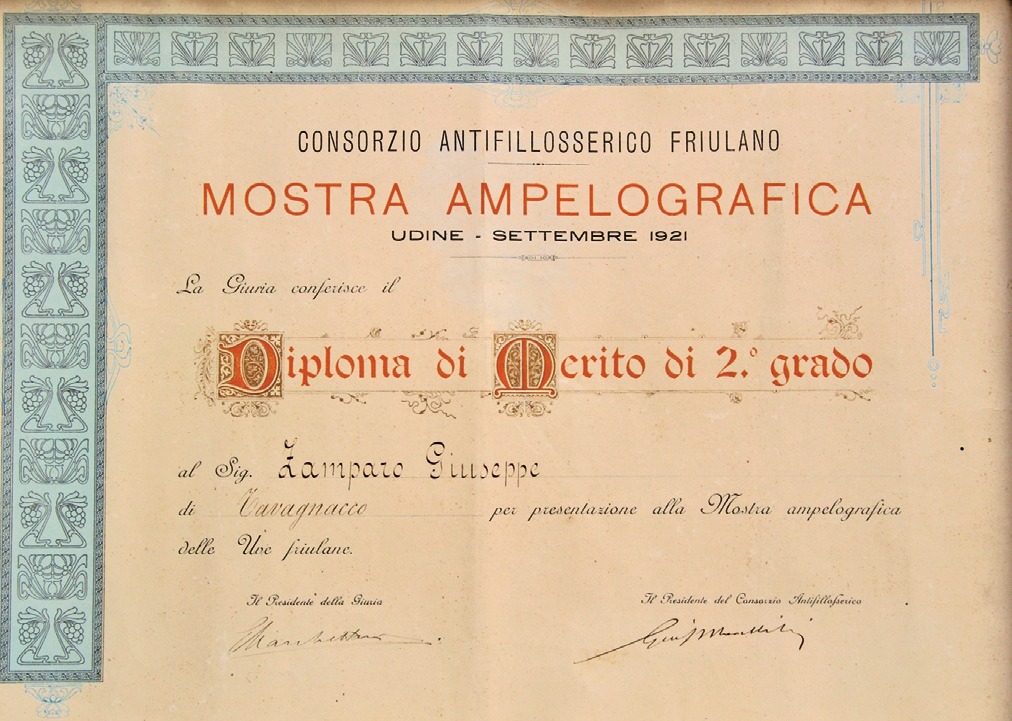 CONSORZIO ANTIFILLOSSERICO FRIULANO
MOSTRA AMPELOGRAFICA
UDINE - SETTEMBRE 1921
La Giuria conferisce il
Diploma di Merito di 2.° grado
al Sig. Zamparo Giuseppe
di Tavagnacco per presentazione alla Mostra ampelografica
delle Uve friulane.
Il Presidente della Giuria Il Presidente del Consorzio Antifillosserico